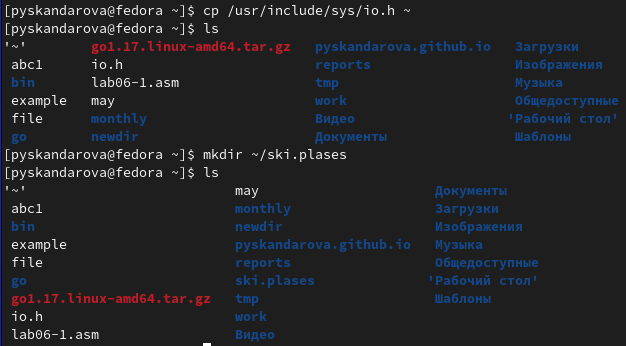 [pyskandarova@fedora ~]$ cp /usr/include/sys/io.h ~
[pyskandarova@fedora ~]$ ls
'~' go1.17.linux-amd64.tar.gz pyskandarova.github.io Загрузки
abc1 io.h reports Изображения
bin lab06-1.asm tmp Музыка
example may work Общедоступные
file monthly Видео 'Рабочий стол'
go newdir Документы Шаблоны
[pyskandarova@fedora ~]$ mkdir ~/ski.plases
[pyskandarova@fedora ~]$ ls
'~' may Документы
abc1 monthly Загрузки
bin newdir Изображения
example pyskandarova.github.io Музыка
file reports Общедоступные
go ski.plases 'Рабочий стол'
go1.17.linux-amd64.tar.gz tmp Шаблоны
io.h work
lab06-1.asm Видео